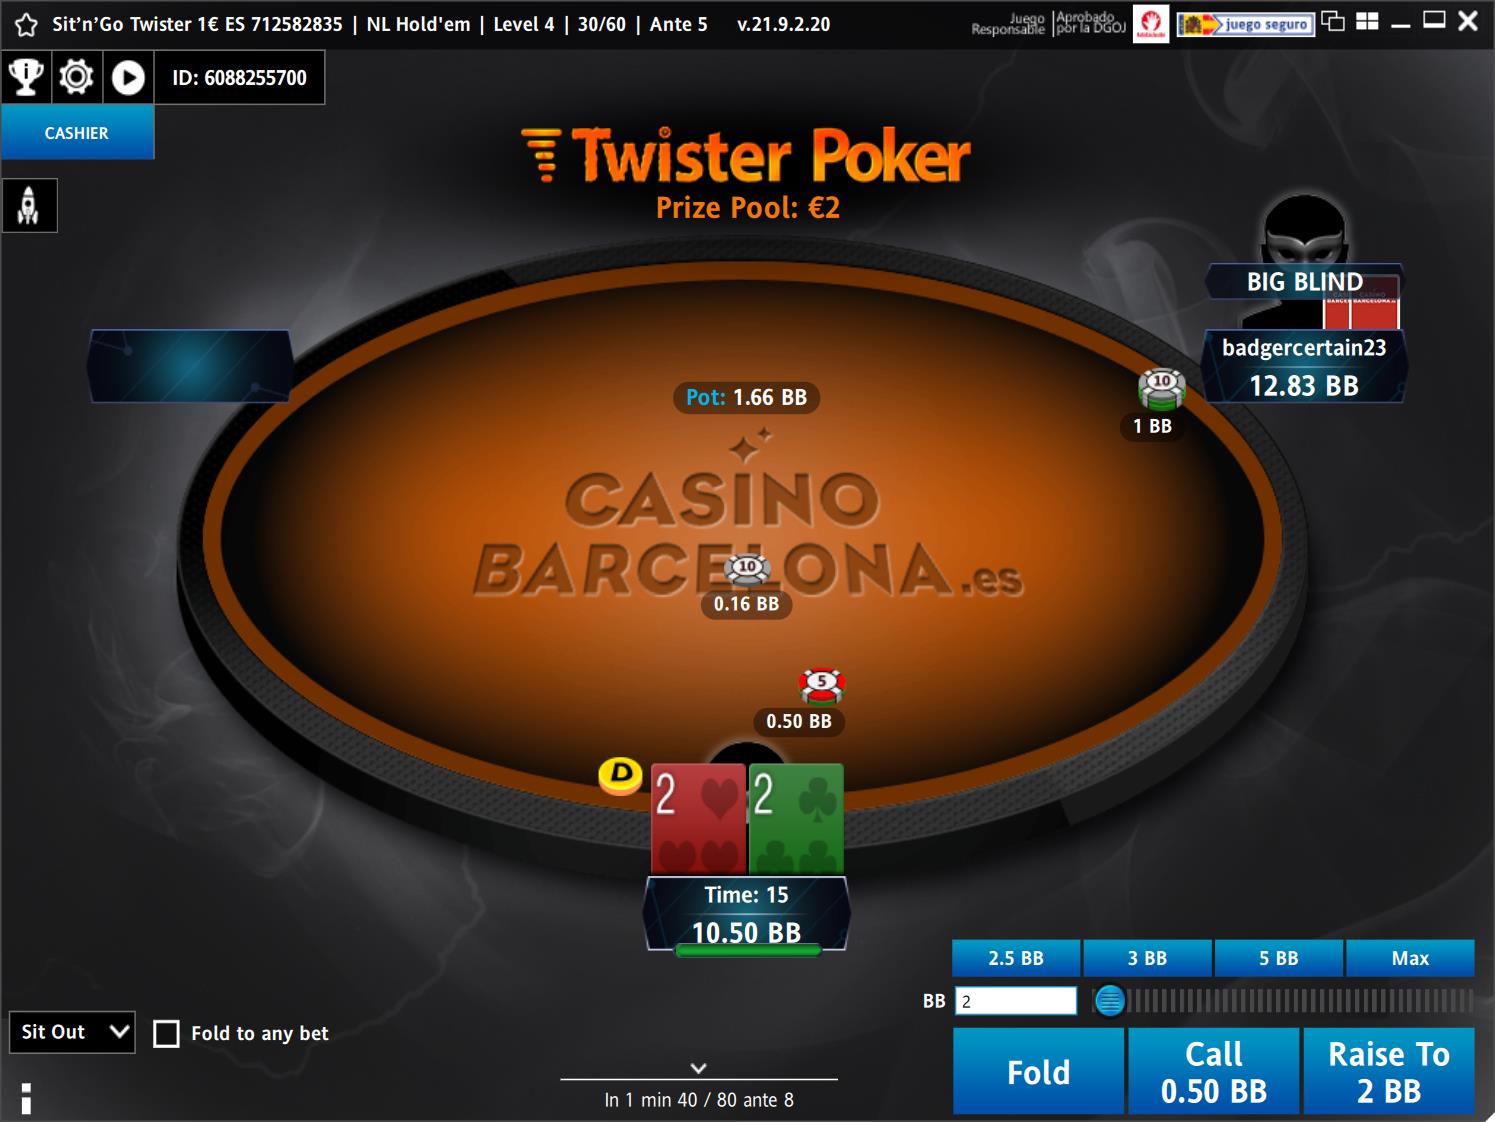 Sit'n'Go Twister 1€ ES 712582835 | NL Hold'em | Level 4 | 30/60 | Ante 5 v.21.9.2.20
Juego Responsable
Aprobado por la DGOJ
juego seguro
ID: 6088255700
CASHIER
Twister Poker
Prize Pool: €2
BIG BLIND
badgercertain23
12.83 BB
10
1 BB
Pot: 1.66 BB
CASINO
BARCELONA.es
10
0.16 BB
5
0.50 BB
D
2 2
Time: 15
10.50 BB
2.5 BB 3 BB 5 BB Max
BB 2
Sit Out Fold to any bet
Fold
Call
0.50 BB
Raise To
2 BB
In 1 min 40 / 80 ante 8